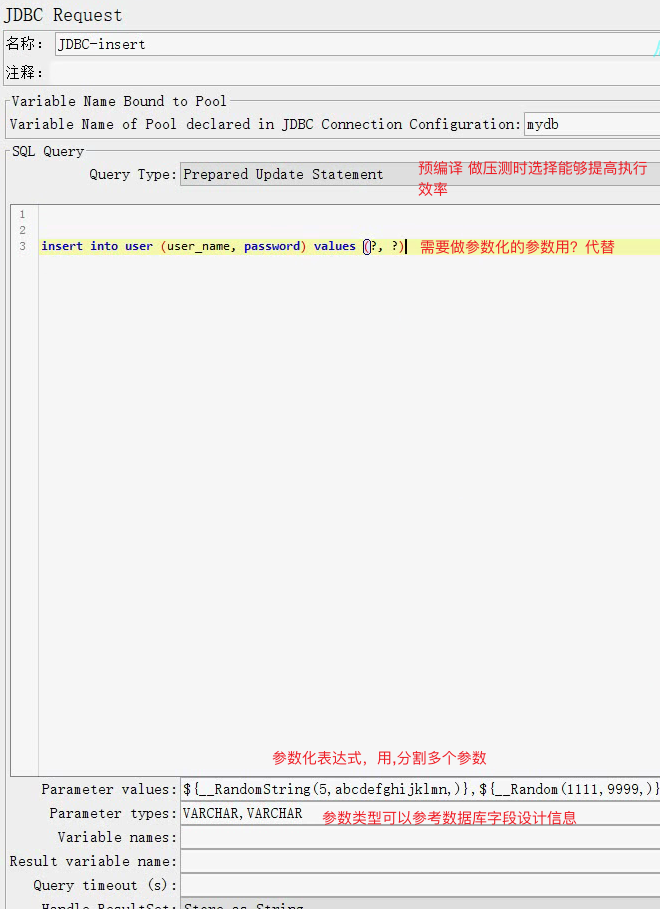 JDBC Request
名称： JDBC-insert
注释：
Variable Name Bound to Pool
Variable Name of Pool declared in JDBC Connection Configuration: mydb
SQL Query
Query Type: Prepared Update Statement 预编译 做压测时选择能够提高执行
效率
1
2
3 insert into user (user_name, password) values (?, ?) 需要做参数化的参数用？代替
参数化表达式，用,分割多个参数
Parameter values: ${__RandomString(5,abcdefghijklmn,)},${__Random(1111,9999,)}
Parameter types: VARCHAR,VARCHAR 参数类型可以参考数据库字段设计信息
Variable names:
Result variable name:
Query timeout (s):
Handle ResultSet: Store as String